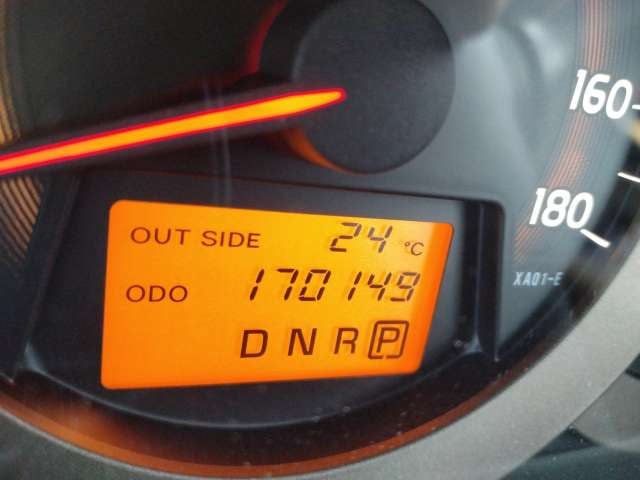 160
180
OUT SIDE 24 °C
XA01-E
ODO 170149
D N R P